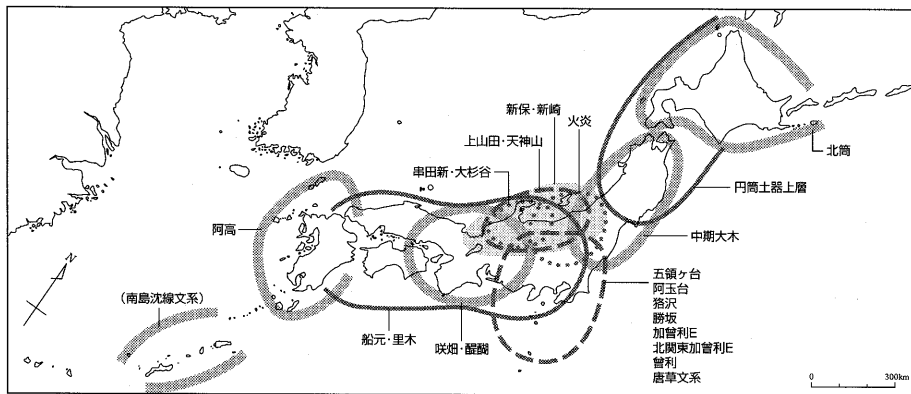 新保・新崎
火炎
上山田・天神山
串田新・大杉谷
北筒
円筒土器上層
中期大木
阿高
五領ヶ台
阿玉台
狢沢
勝坂
加曾利E
北関東加曾利E
曾利
唐草文系
(南島沈線文系)
船元・里木
咲畑・醍醐
N
0 300km